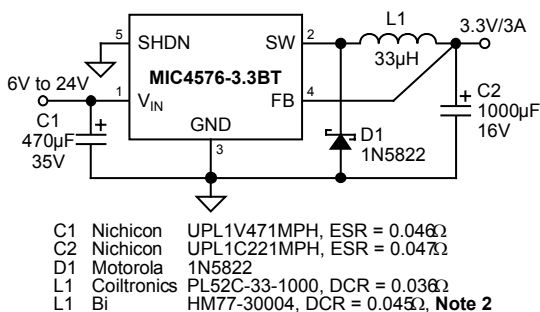 L1
3.3V/3A
5 SHDN SW 2
33µH
MIC4576-3.3BT
6V to 24V
1 VIN FB 4
C2
1000µF
16V
C1
470µF
35V
GND
3
D1
1N5822
C1 Nichicon UPL1V471MPH, ESR = 0.046Ω
C2 Nichicon UPL1C221MPH, ESR = 0.047Ω
D1 Motorola 1N5822
L1 Coiltronics PL52C-33-1000, DCR = 0.036Ω
L1 Bi HM77-30004, DCR = 0.045Ω, Note 2
+
+